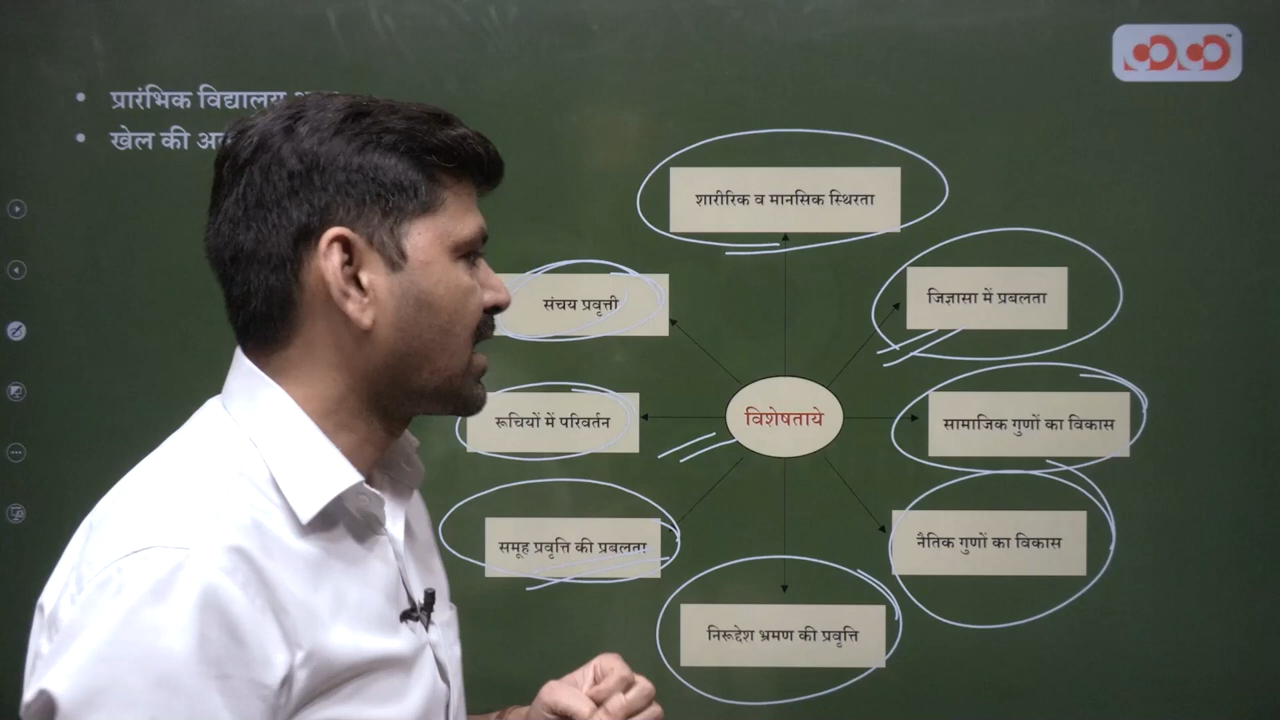 प्रारंभिक विद्यालय
खेल की
शारीरिक व मानसिक स्थिरता
संचय प्रवृत्ती
जिज्ञासा में प्रबलता
रूचियों में परिवर्तन
विशेषताये
सामाजिक गुणों का विकास
समूह प्रवृत्ति की प्रबलता
नैतिक गुणों का विकास
निरूद्देश भ्रमण की प्रवृत्ति